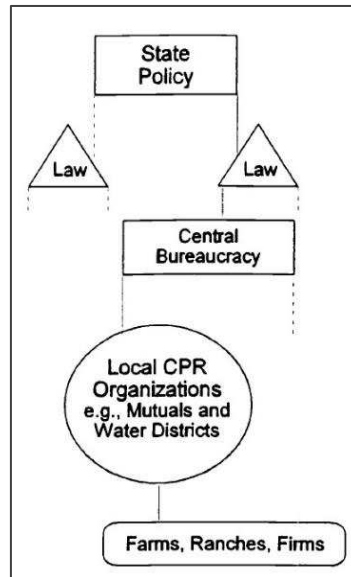 State
Policy
Law
Law
Central
Bureaucracy
Local CPR
Organizations
e.g., Mutuals and
Water Districts
Farms, Ranches, Firms